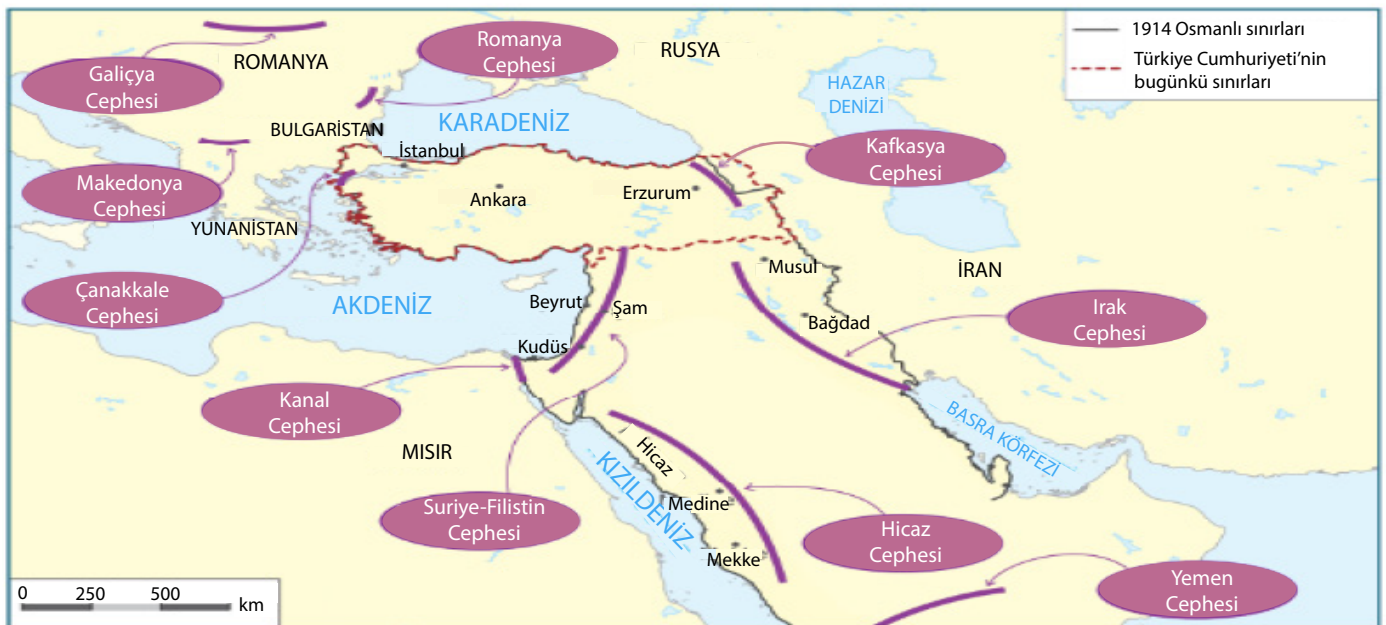 Romanya
Cephesi
RUSYA
1914 Osmanlı sınırları
Türkiye Cumhuriyeti’nin
bugünkü sınırları
Galiçya
Cephesi
ROMANYA
HAZAR
DENİZİ
BULGARİSTAN
KARADENİZ
İstanbul
Kafkasya
Cephesi
Makedonya
Cephesi
Ankara
Erzurum
YUNANİSTAN
Musul
İRAN
Çanakkale
Cephesi
AKDENİZ
Beyrut
Şam
Bağdad
Irak
Cephesi
Kudüs
Kanal
Cephesi
BASRA KÖRFEZİ
MISIR
Hicaz
KIZILDENİZ
Medine
Suriye-Filistin
Cephesi
Hicaz
Cephesi
Mekke
Yemen
Cephesi
0 250 500 km